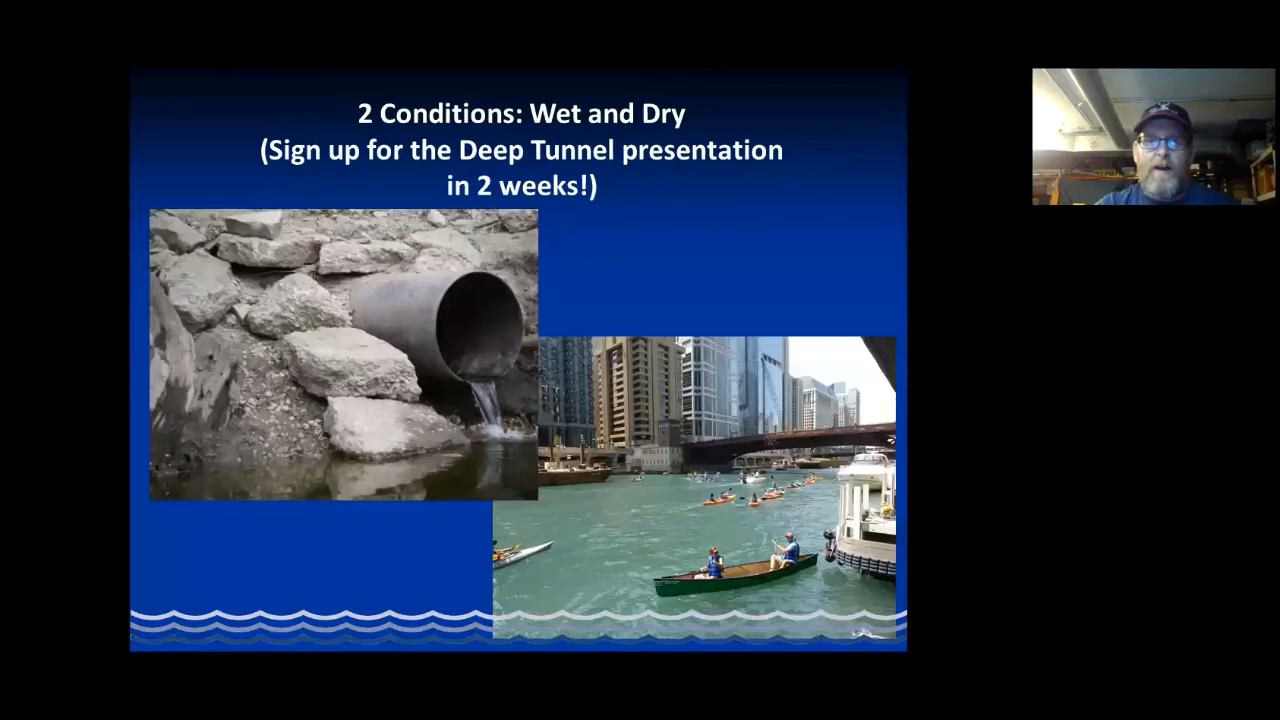 2 Conditions: Wet and Dry
(Sign up for the Deep Tunnel presentation
in 2 weeks!)